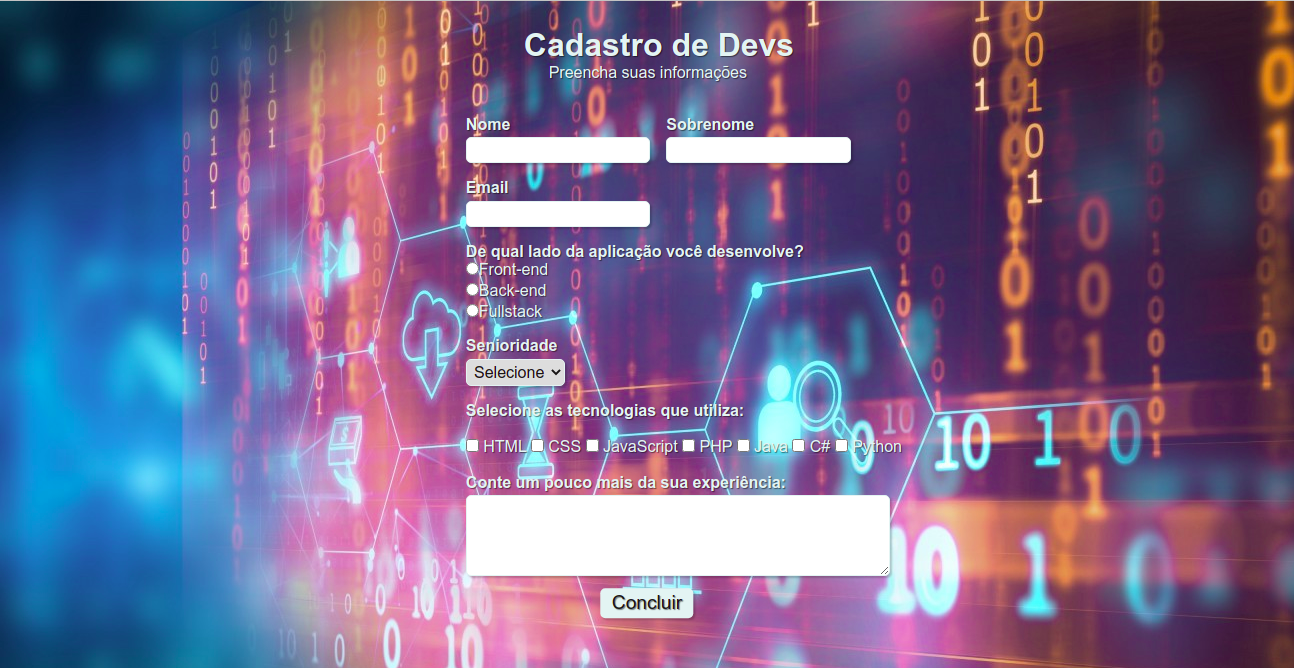 Cadastro de Devs
Preencha suas informações
Nome Sobrenome
Email
De qual lado da aplicação você desenvolve?
Front-end
Back-end
Fullstack
Senioridade
Selecione
Selecione as tecnologias que utiliza:
HTML CSS JavaScript PHP Java C# Python
Conte um pouco mais da sua experiência:
Concluir